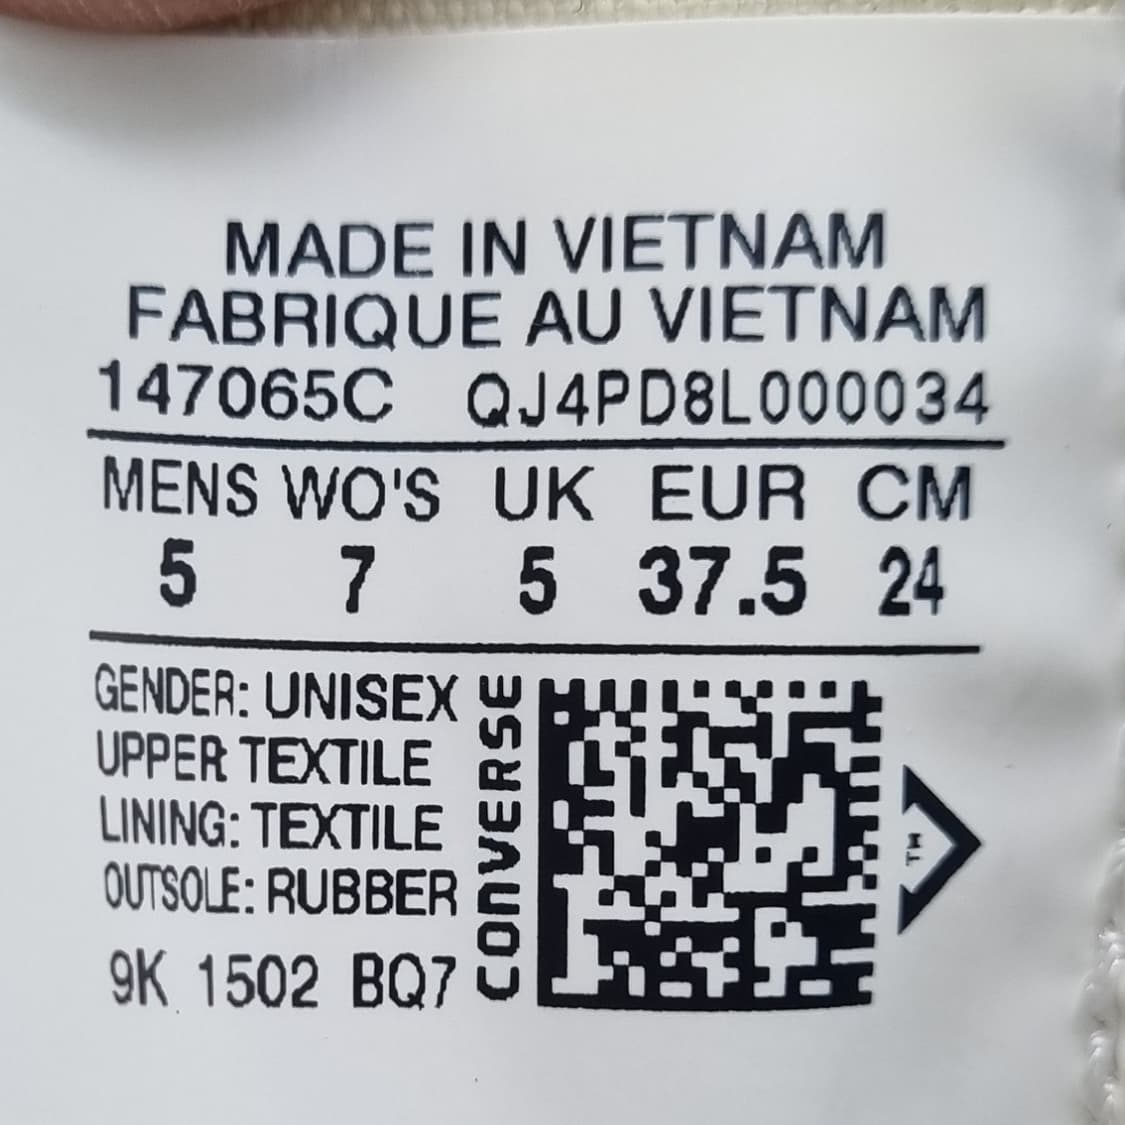 MADE IN VIETNAM
FABRIQUE AU VIETNAM
147065C QJ4PD8L000034
MENS WO'S UK EUR CM
5 7 5 37.5 24
GENDER: UNISEX
UPPER TEXTILE
LINING: TEXTILE
OUTSOLE: RUBBER
9K 1502 BQ7
CONVERSE
TM